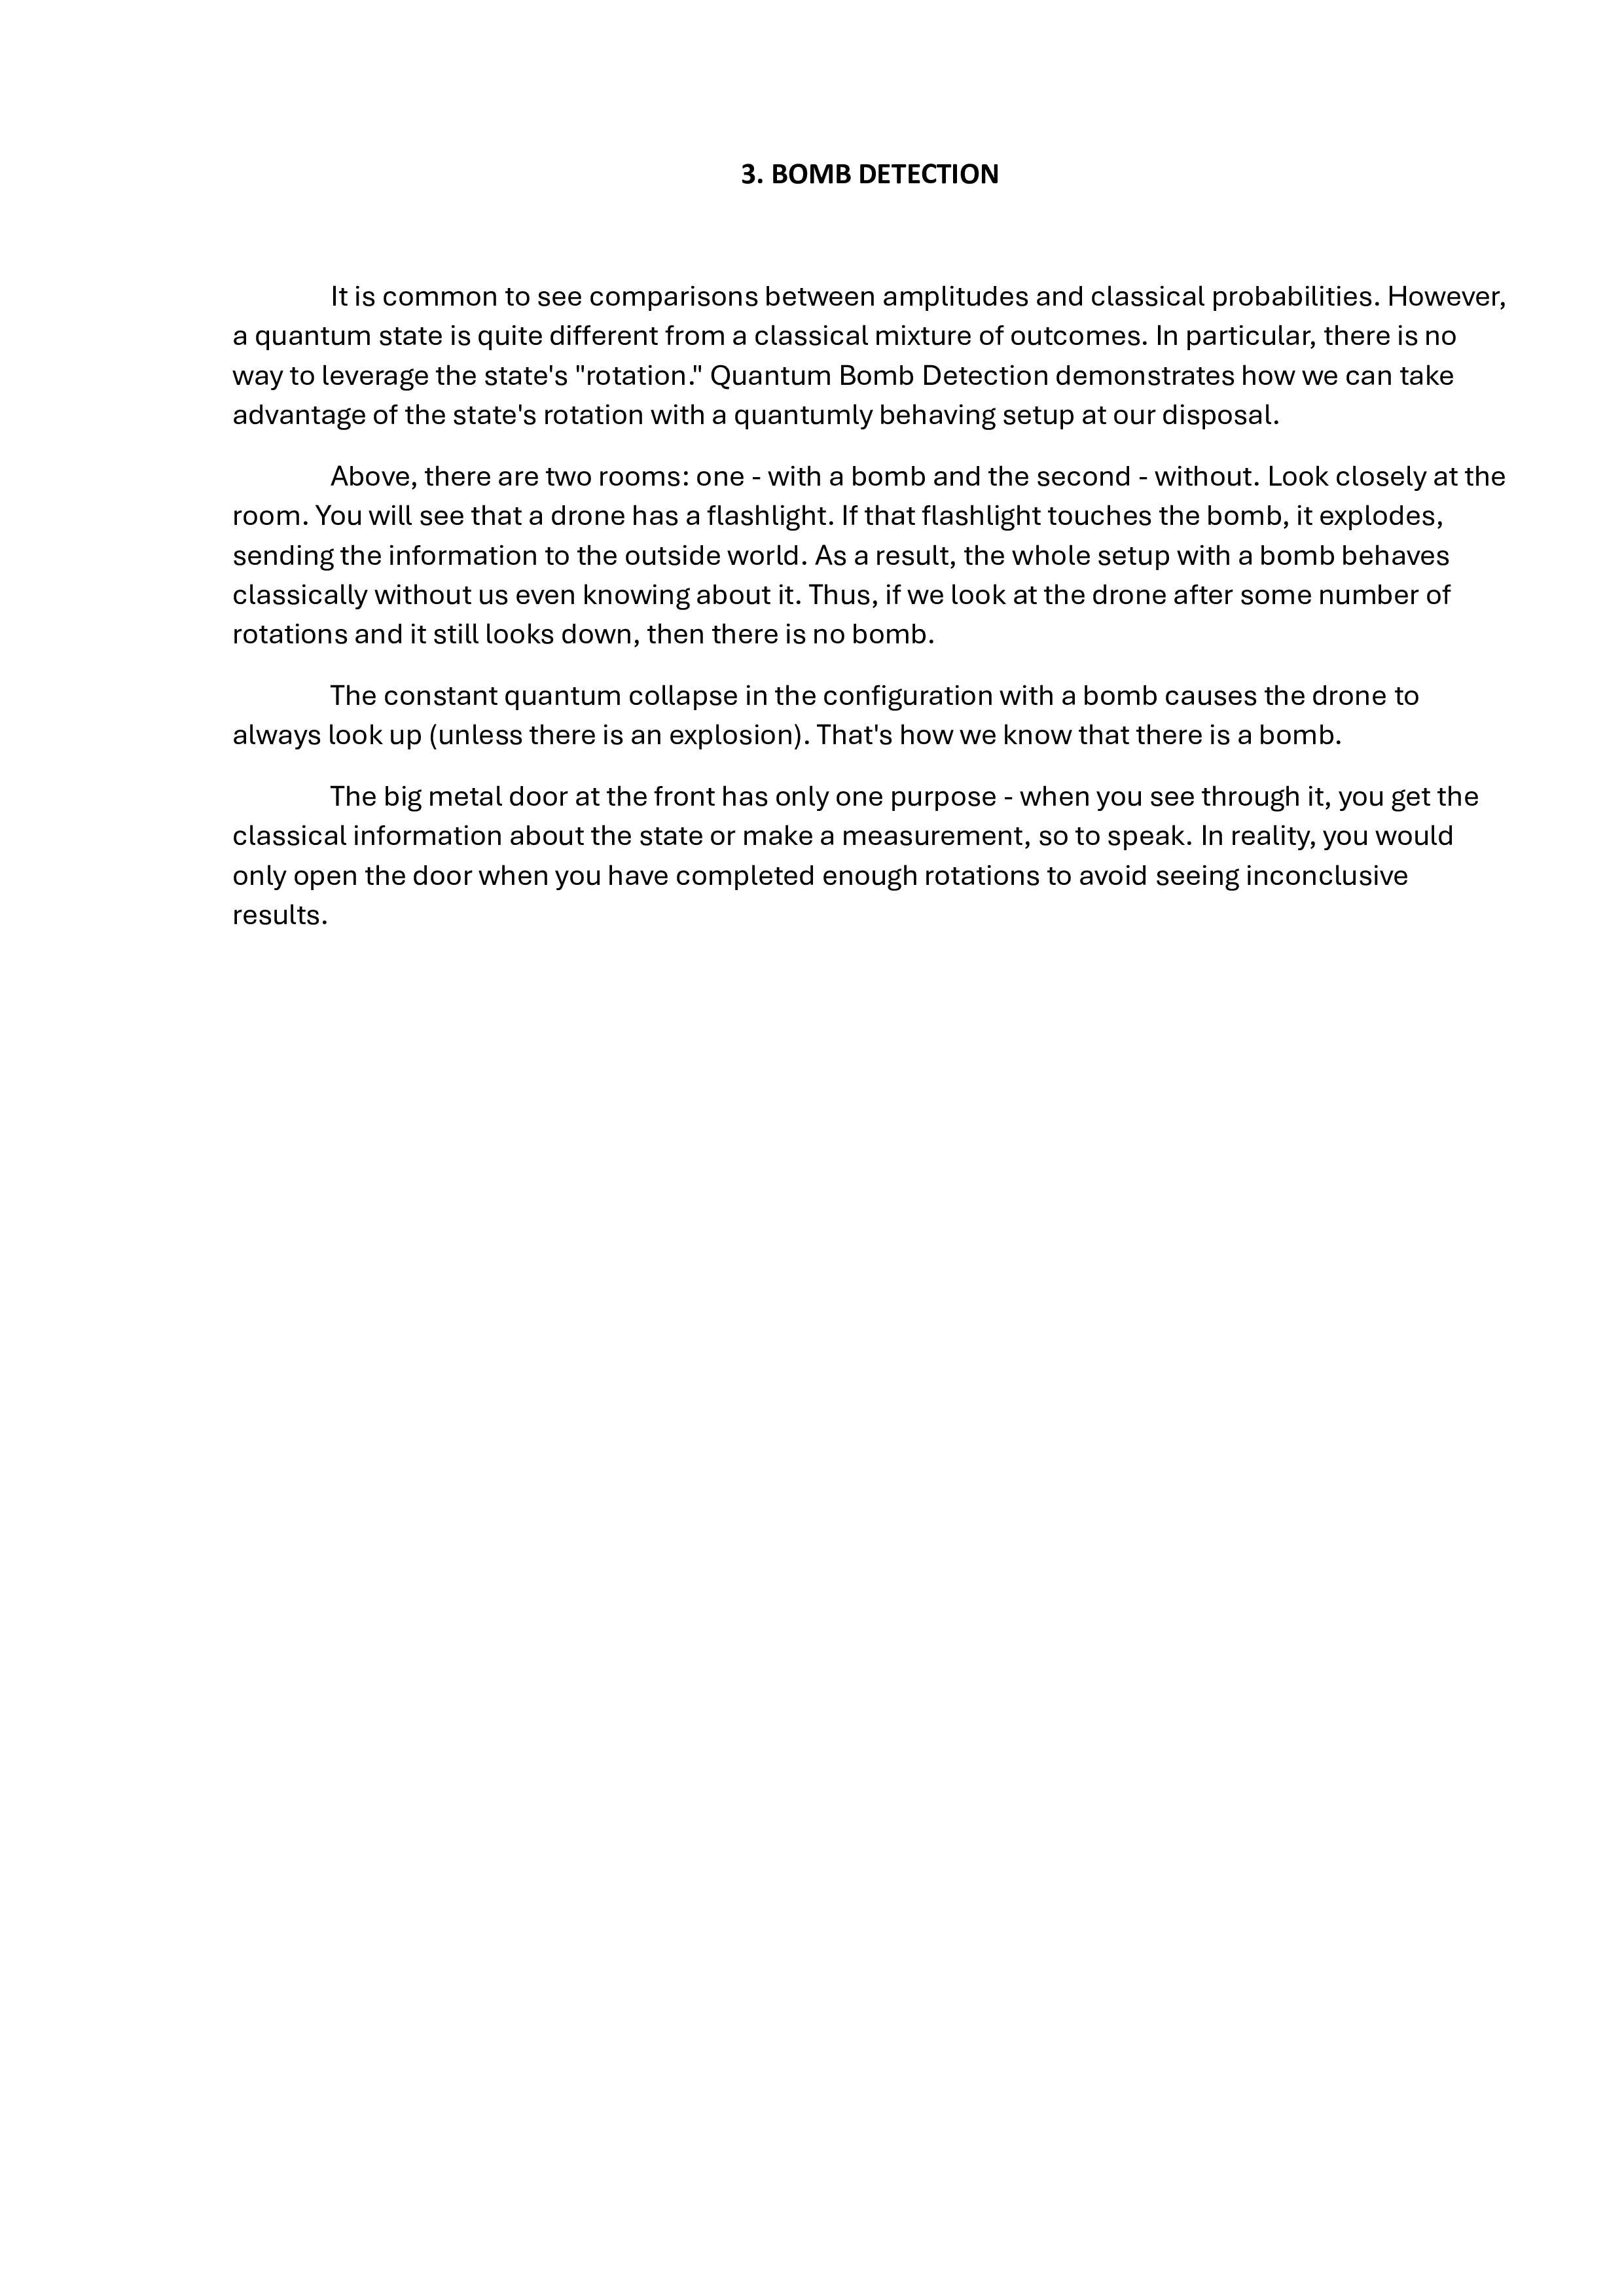 3. BOMB DETECTION
It is common to see comparisons between amplitudes and classical probabilities. However,
a quantum state is quite different from a classical mixture of outcomes. In particular, there is no
way to leverage the state's "rotation." Quantum Bomb Detection demonstrates how we can take
advantage of the state's rotation with a quantumly behaving setup at our disposal.
Above, there are two rooms: one - with a bomb and the second - without. Look closely at the
room. You will see that a drone has a flashlight. If that flashlight touches the bomb, it explodes,
sending the information to the outside world. As a result, the whole setup with a bomb behaves
classically without us even knowing about it. Thus, if we look at the drone after some number of
rotations and it still looks down, then there is no bomb.
The constant quantum collapse in the configuration with a bomb causes the drone to
always look up (unless there is an explosion). That's how we know that there is a bomb.
The big metal door at the front has only one purpose - when you see through it, you get the
classical information about the state or make a measurement, so to speak. In reality, you would
only open the door when you have completed enough rotations to avoid seeing inconclusive
results.